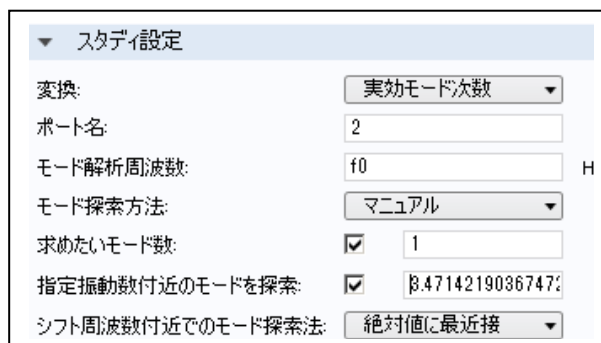 スタディ設定
変換: 実効モード次数
ポート名: 2
モード解析周波数: f0 H
モード探索方法: マニュアル
求めたいモード数: 1
指定振動数付近のモードを探索: 3.4714219036747
シフト周波数付近でのモード探索法: 絶対値に最近接